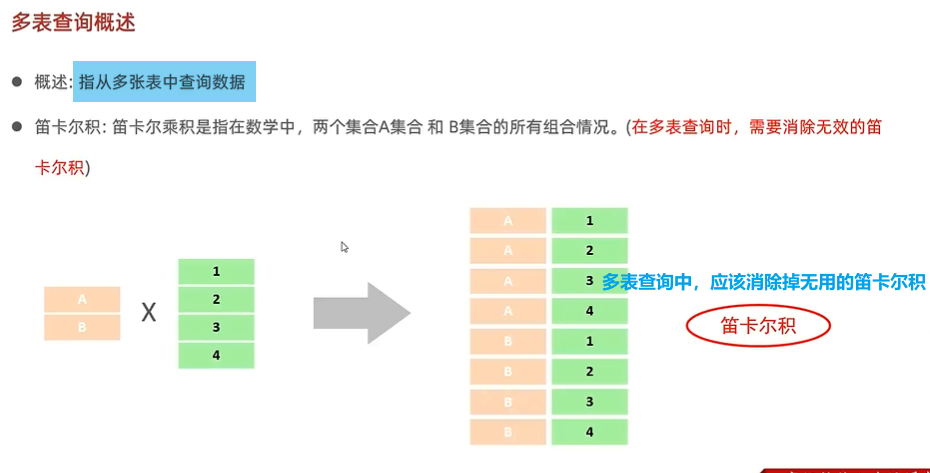 多表查询概述
概述: 指从多张表中查询数据
笛卡尔积: 笛卡尔乘积是指在数学中，两个集合A集合 和 B集合的所有组合情况。(在多表查询时，需要消除无效的笛
卡尔积)
A
B
X
1
2
3
4
A 1
A 2
A 3
多表查询中，应该消除掉无用的笛卡尔积
A 4
B 1
B 2
B 3
B 4
笛卡尔积